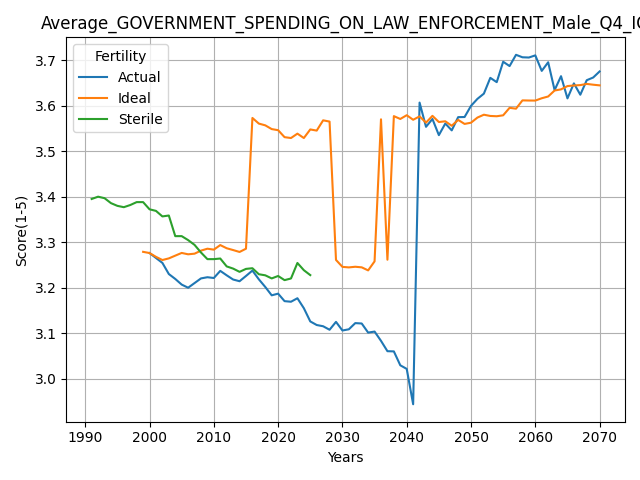 Average_GOVERNMENT_SPENDING_ON_LAW_ENFORCEMENT_Male_Q4_IC
Fertility
Actual
Ideal
Sterile
Score(1-5)
3.7
3.6
3.5
3.4
3.3
3.2
3.1
3.0
1990 2000 2010 2020 2030 2040 2050 2060 2070
Years